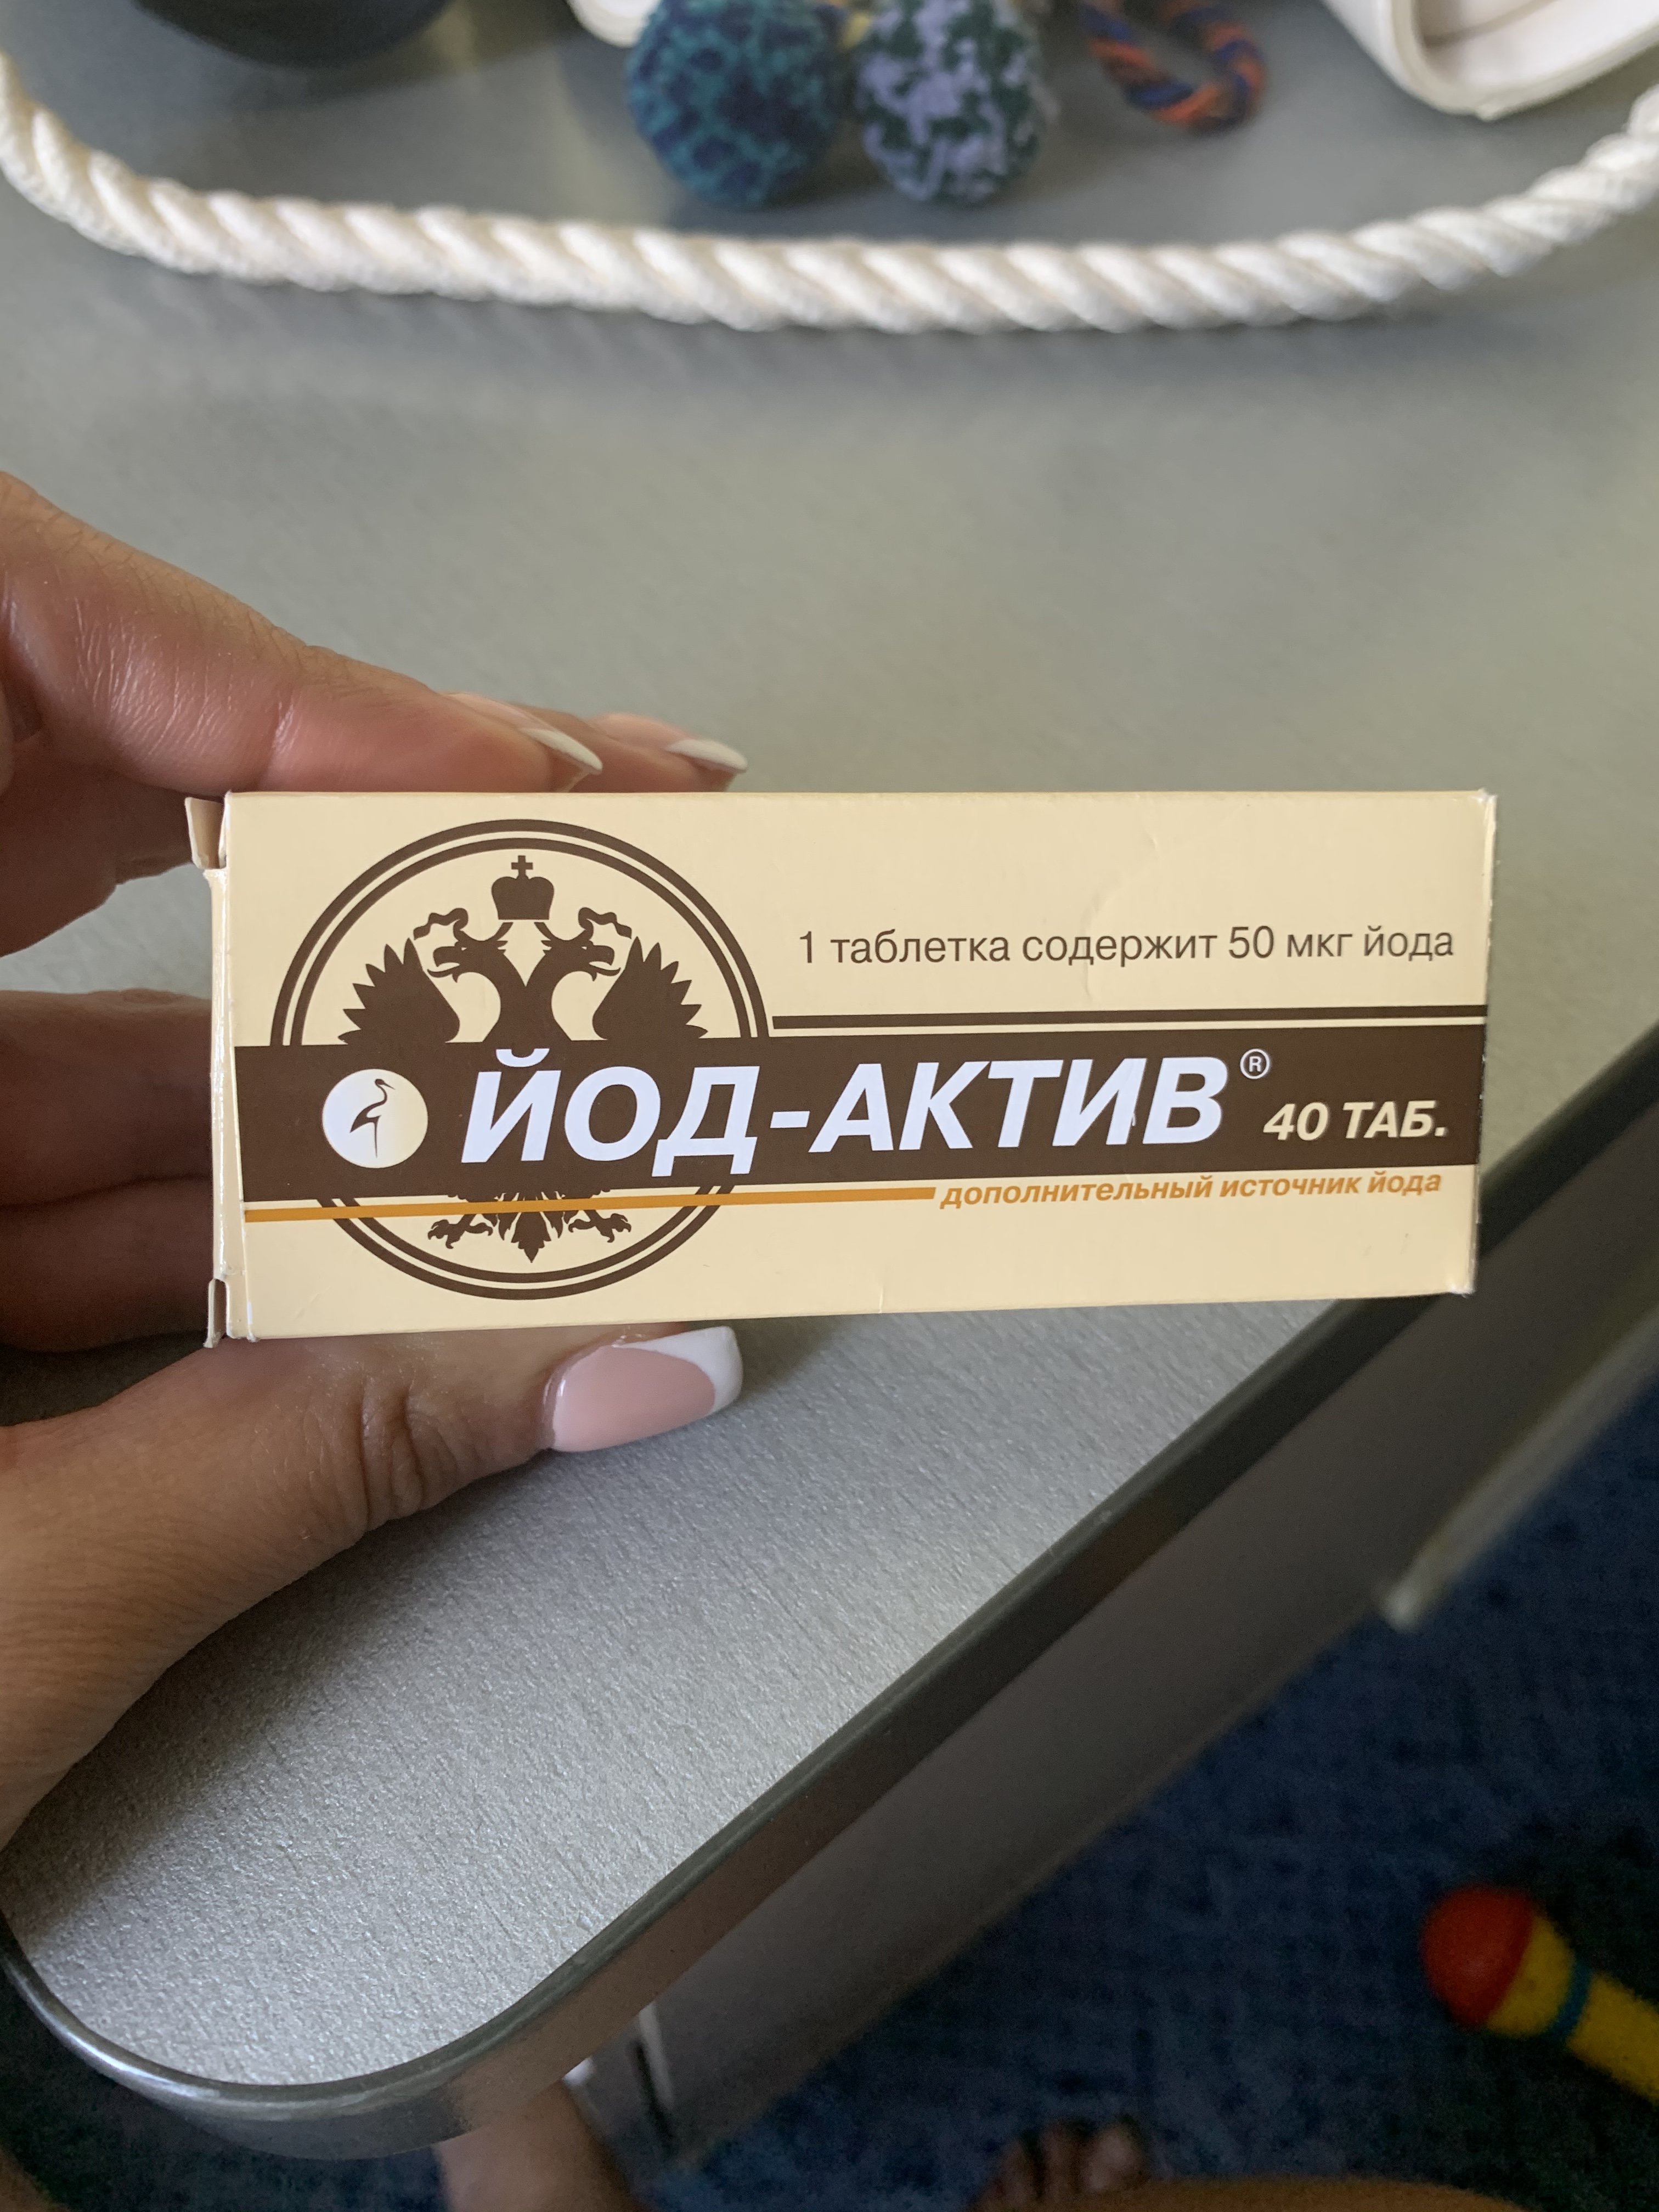 1 таблетка содержит 50 мкг йода
ЙОД-АКТИВ® 40 ТАБ.
дополнительный источник йода